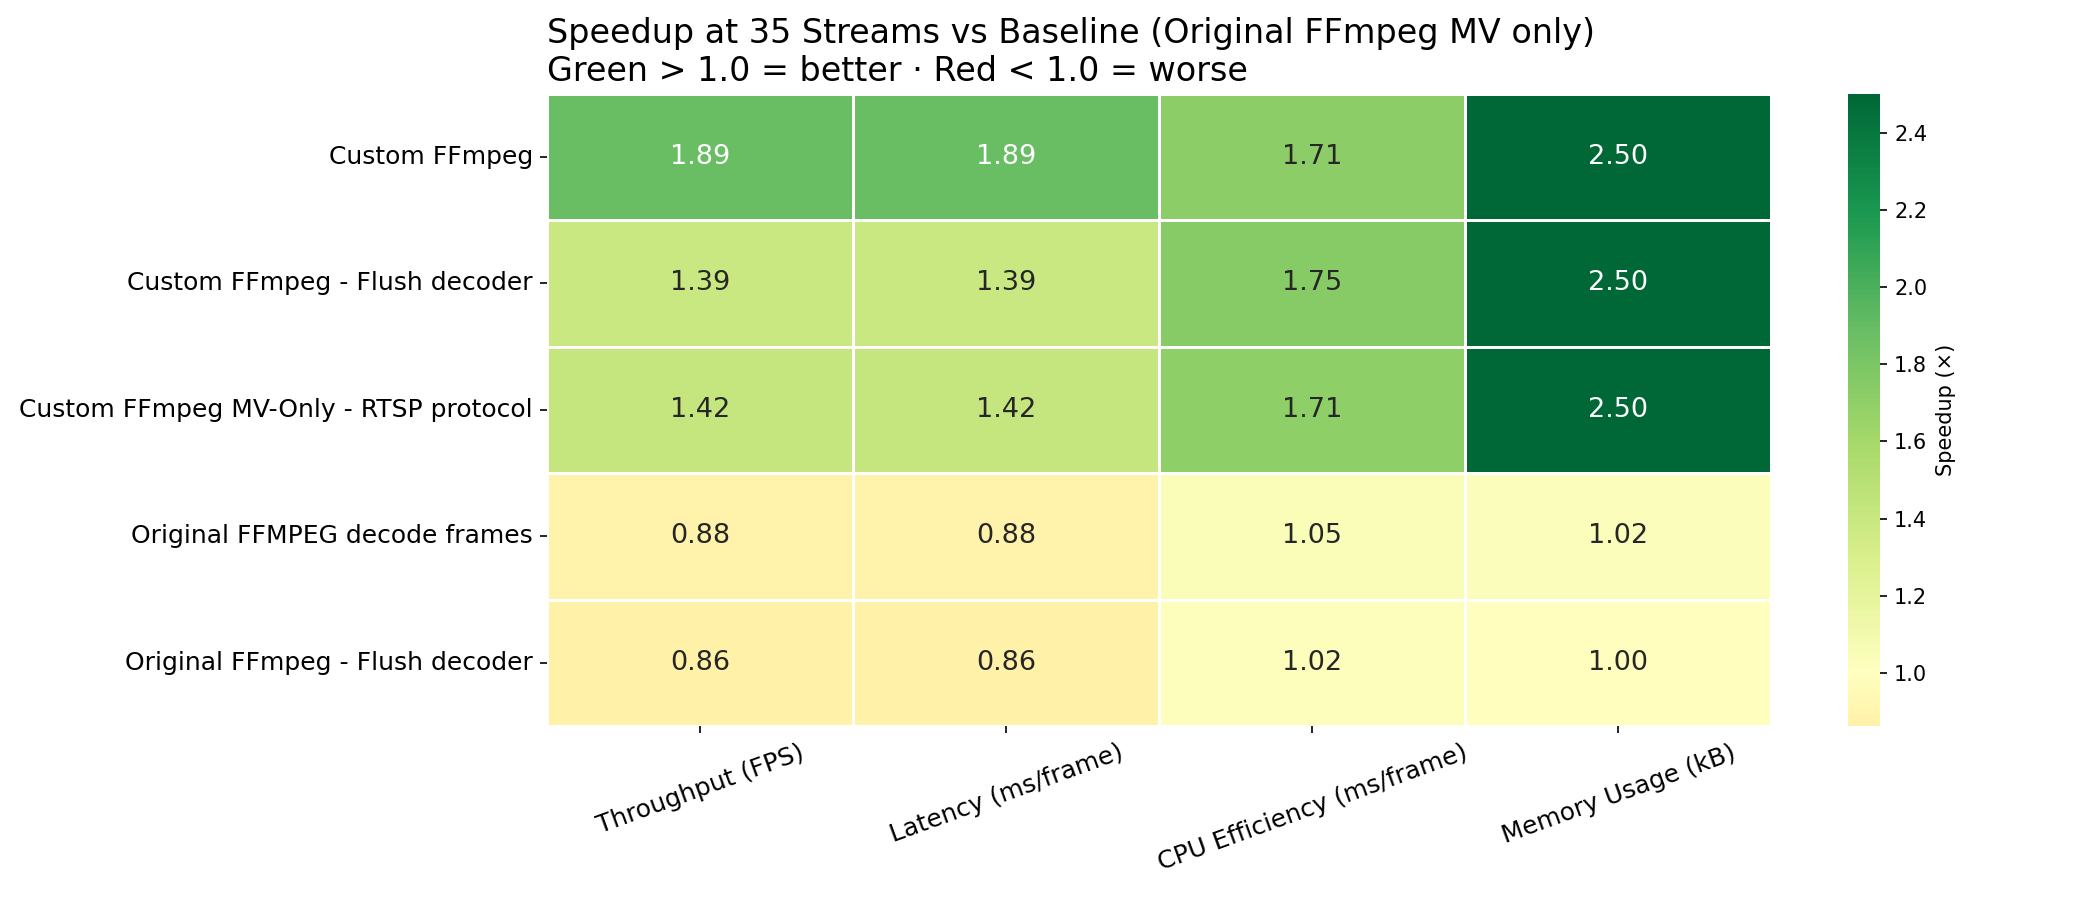 Speedup at 35 Streams vs Baseline (Original FFmpeg MV only)
Green > 1.0 = better · Red < 1.0 = worse
Custom FFmpeg 1.89 1.89 1.71 2.50
Custom FFmpeg - Flush decoder 1.39 1.39 1.75 2.50
Custom FFmpeg MV-Only - RTSP protocol 1.42 1.42 1.71 2.50
Original FFMPEG decode frames 0.88 0.88 1.05 1.02
Original FFmpeg - Flush decoder 0.86 0.86 1.02 1.00
Throughput (FPS)
Latency (ms/frame)
CPU Efficiency (ms/frame)
Memory Usage (kB)
2.4
2.2
2.0
1.8
1.6
1.4
1.2
1.0
Speedup (×)